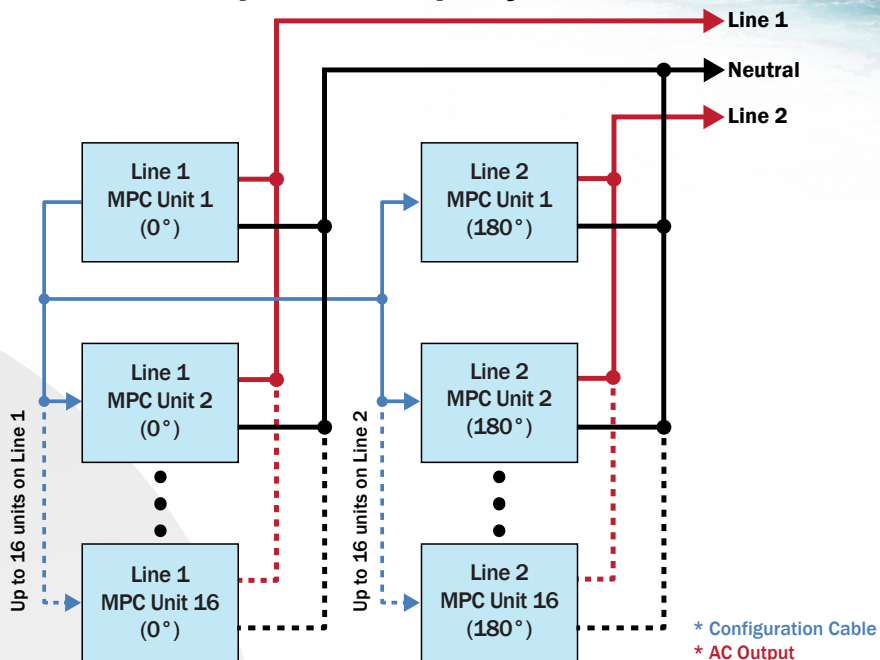 Line 1
Neutral
Line 2
Line 1
MPC Unit 1
(0°)
Line 2
MPC Unit 1
(180°)
Line 1
MPC Unit 2
(0°)
Line 2
MPC Unit 2
(180°)
Up to 16 units on Line 1
Up to 16 units on Line 2
Line 1
MPC Unit 16
(0°)
Line 2
MPC Unit 16
(180°)
* Configuration Cable
* AC Output